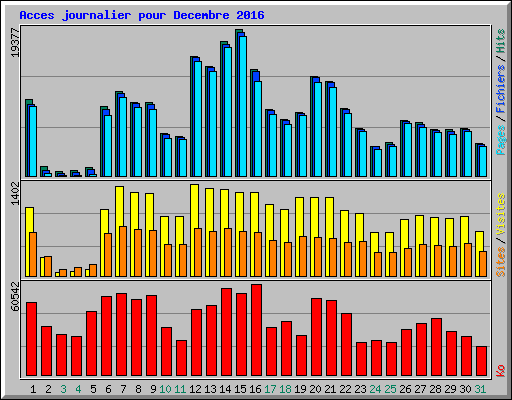 Acces journalier pour Decembre 2016
19377
Pages / Fichiers / Hits
1402
Sites / Visites
60542
Ko
1 2 3 4 5 6 7 8 9 10 11 12 13 14 15 16 17 18 19 20 21 22 23 24 25 26 27 28 29 30 31